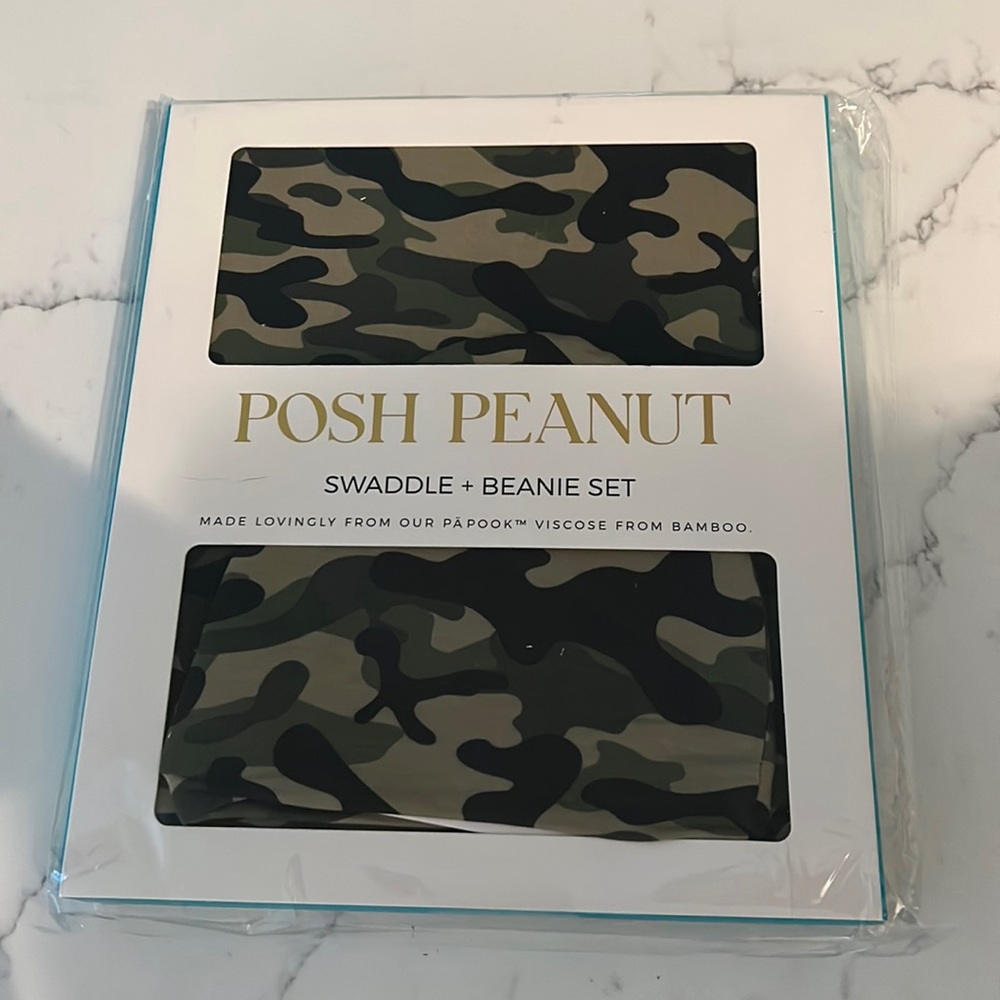 POSH PEANUT
SWADDLE + BEANIE SET
MADE LOVINGLY FROM OUR PĀPOOK™ VISCOSE FROM BAMBOO.